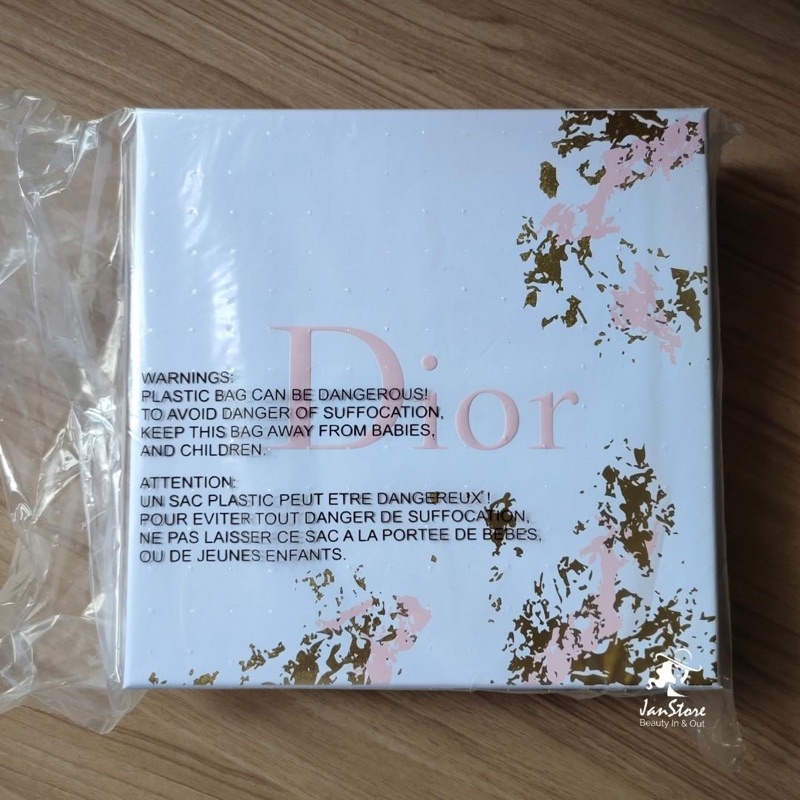 Dior
WARNINGS:
PLASTIC BAG CAN BE DANGEROUS!
TO AVOID DANGER OF SUFFOCATION,
KEEP THIS BAG AWAY FROM BABIES,
AND CHILDREN.
ATTENTION:
UN SAC PLASTIC PEUT ETRE DANGEREUX !
POUR EVITER TOUT DANGER DE SUFFOCATION,
NE PAS LAISSER CE SAC A LA PORTEE DE BEBES,
OU DE JEUNES ENFANTS.
JanStore
Beauty In & Out